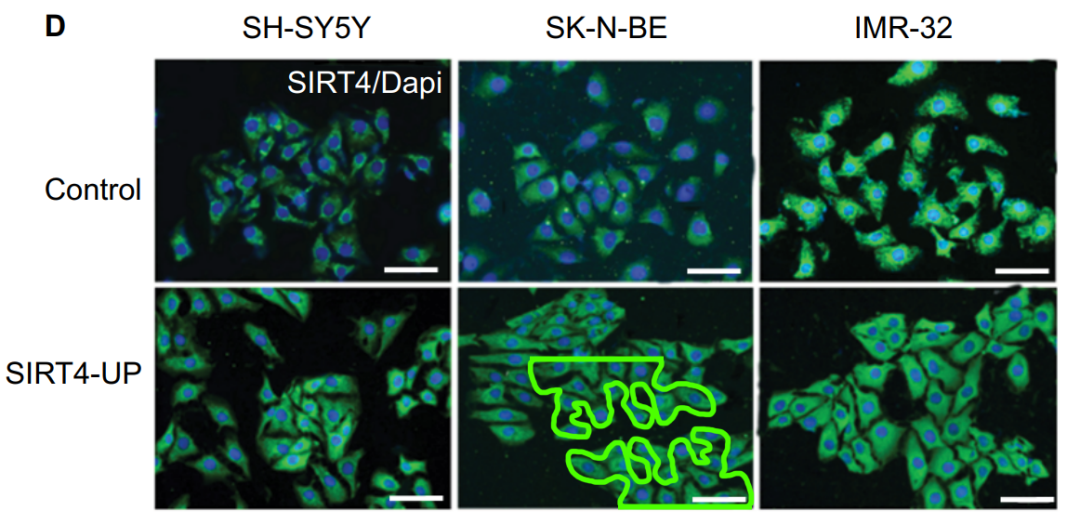 D
SH-SY5Y SK-N-BE IMR-32
SIRT4/Dapi
Control
SIRT4-UP